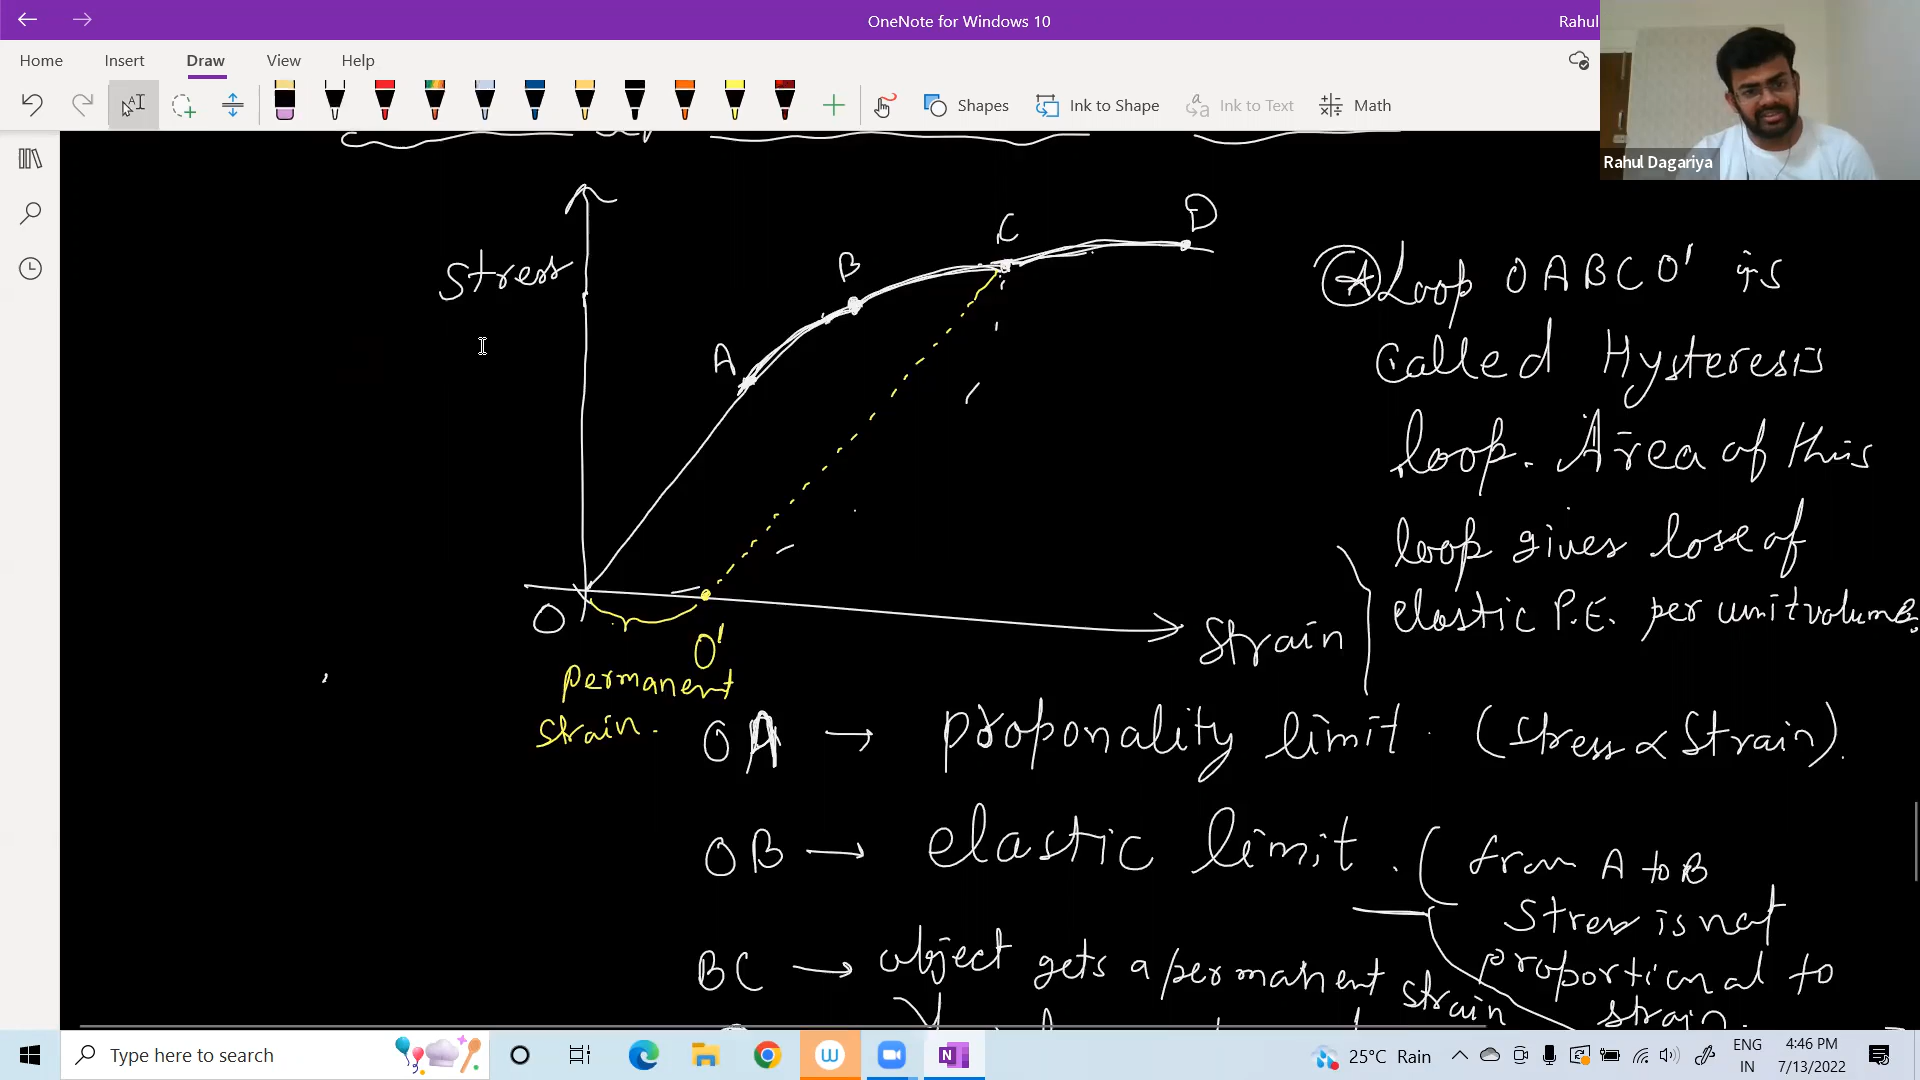 OneNote for Windows 10
Rahul
Home Insert Draw View Help
Shapes Ink to Shape Ink to Text Math
Rahul Dagariya
Stress
A
B
C
D
O
O'
Strain
permanent
strain.
Loop OABCO' is
called Hysteresis
loop. Area of this
loop gives lose of
elastic P.E. per unit volume.
OA → proponality limit. (Stress ∝ Strain).
OB → elastic limit. (from A to B
Stress is not
proportional to
strain.
BC → object gets a permanent strain
Type here to search
25°C Rain
ENG
IN
4:46 PM
7/13/2022